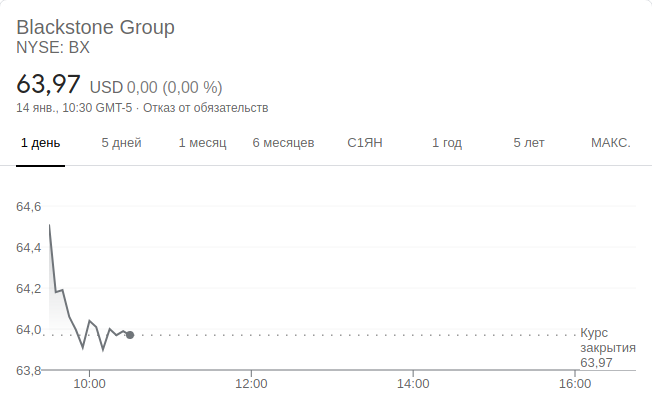 Blackstone Group
NYSE: BX
63,97 USD 0,00 (0,00 %)
14 янв., 10:30 GMT-5 · Отказ от обязательств
1 день 5 дней 1 месяц 6 месяцев С1ЯН 1 год 5 лет МАКС.
64,6
64,4
64,2
64,0
Курс
закрытия
63,97
63,8
10:00 12:00 14:00 16:00